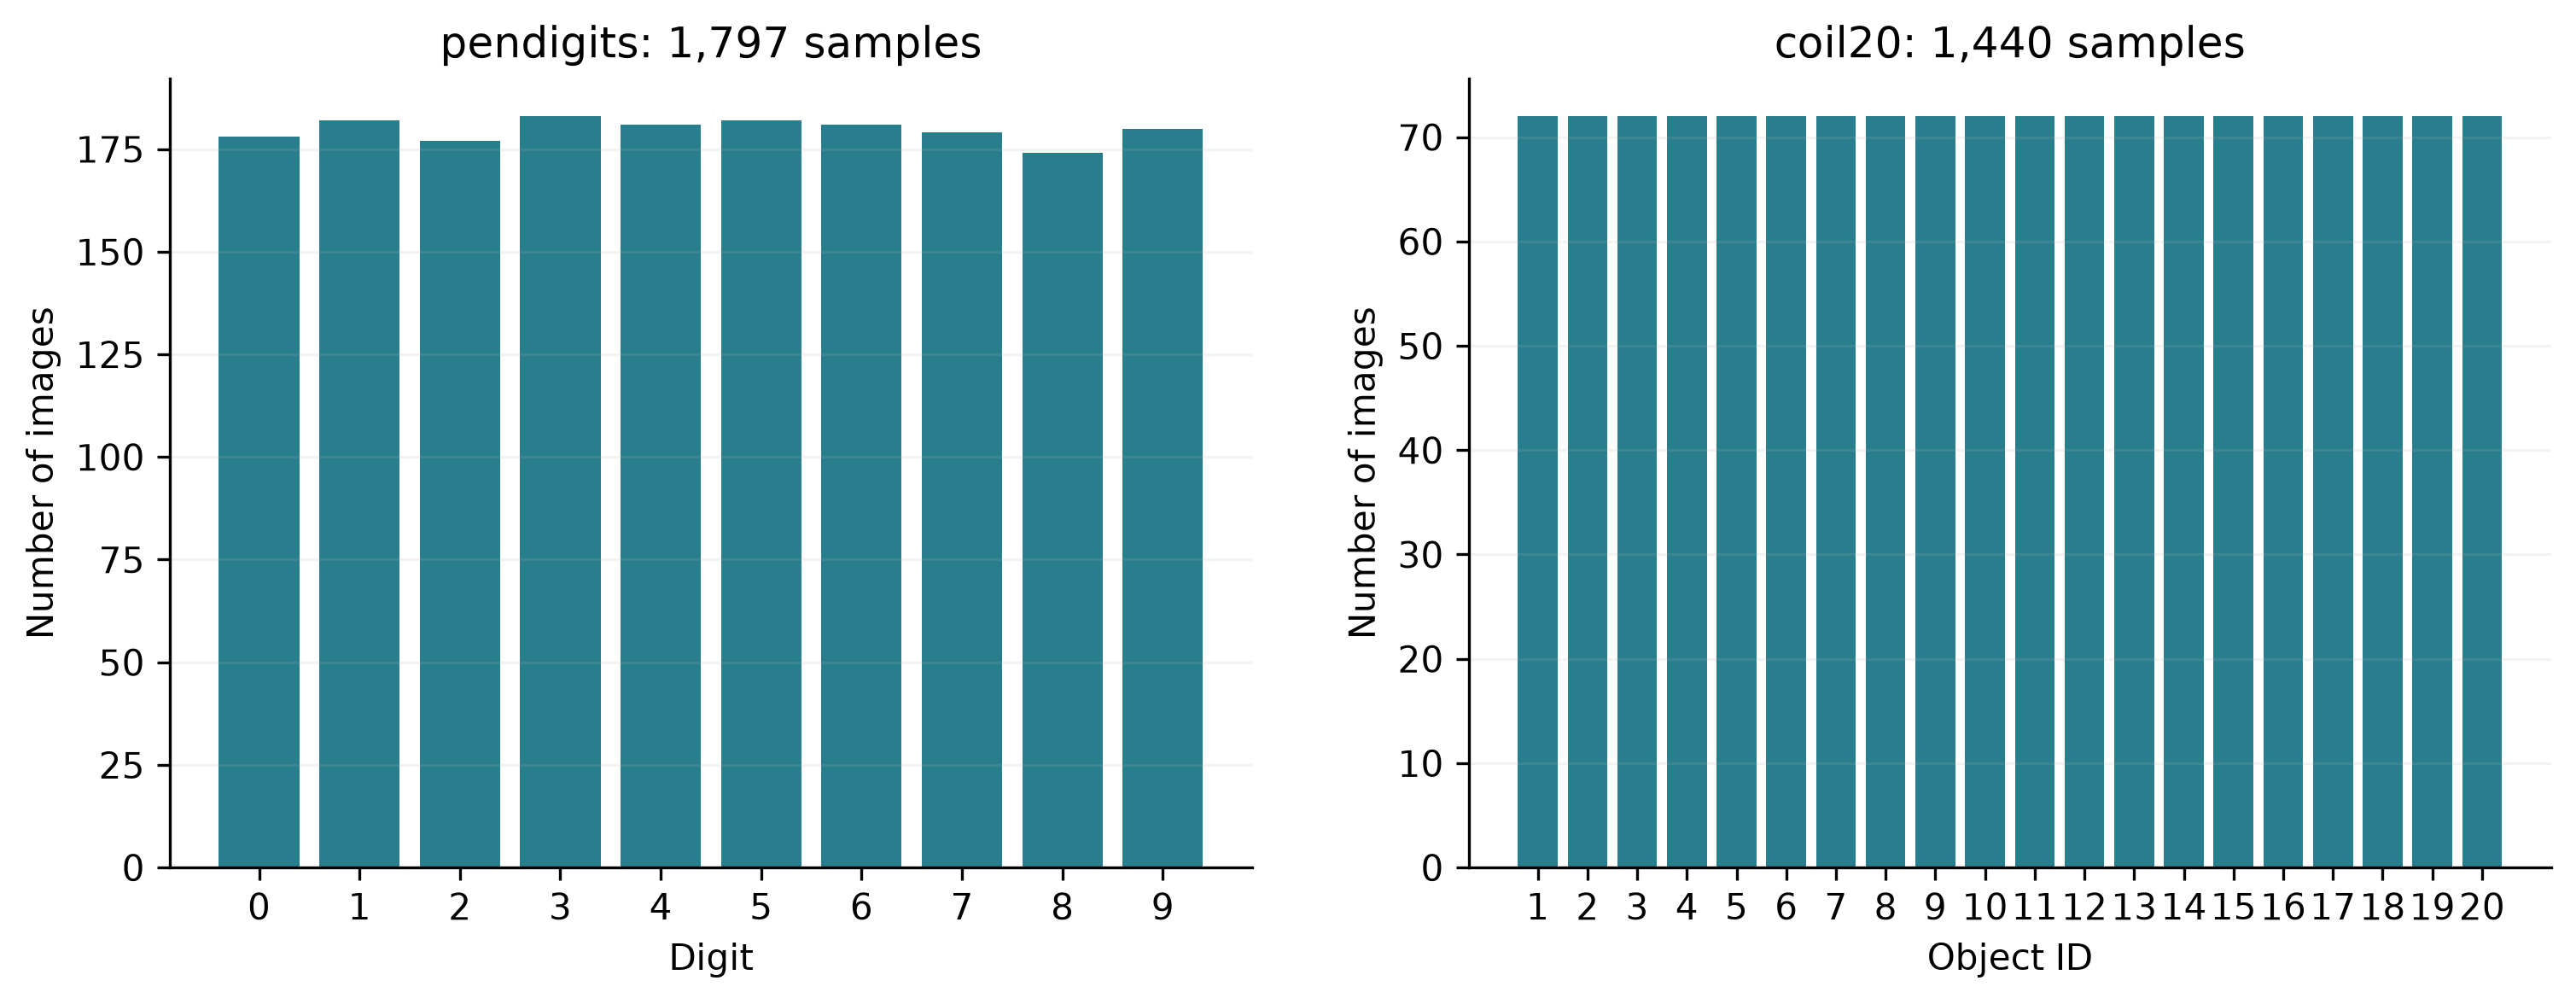 pendigits: 1,797 samples
Number of images
175
150
125
100
75
50
25
0
0 1 2 3 4 5 6 7 8 9
Digit
coil20: 1,440 samples
Number of images
70
60
50
40
30
20
10
0
1 2 3 4 5 6 7 8 9 10 11 12 13 14 15 16 17 18 19 20
Object ID